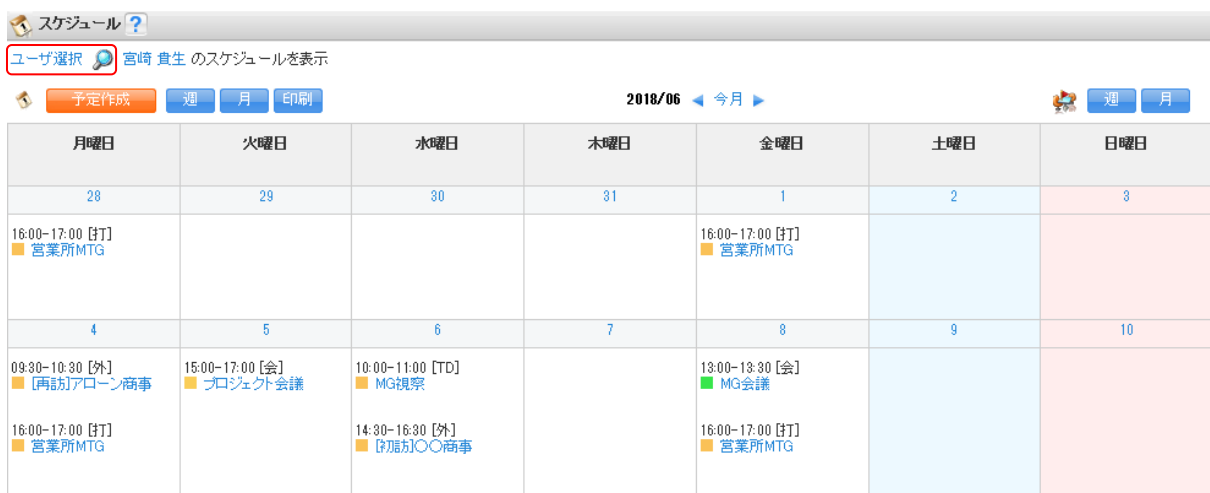 スケジュール ?
ユーザ選択 宮崎 貴生 のスケジュールを表示
予定作成 週 月 印刷 2018/06 ◀ 今月 ▶ 週 月
月曜日 火曜日 水曜日 木曜日 金曜日 土曜日 日曜日
28 29 30 31 1 2 3
16:00-17:00 [打] 16:00-17:00 [打]
営業所MTG 営業所MTG
4 5 6 7 8 9 10
09:30-10:30 [外] 15:00-17:00 [会] 10:00-11:00 [TD] 13:00-13:30 [会]
[再訪]アローン商事 プロジェクト会議 MG視察 MG会議
16:00-17:00 [打] 14:30-16:30 [外] 16:00-17:00 [打]
営業所MTG [初訪]〇〇商事 営業所MTG